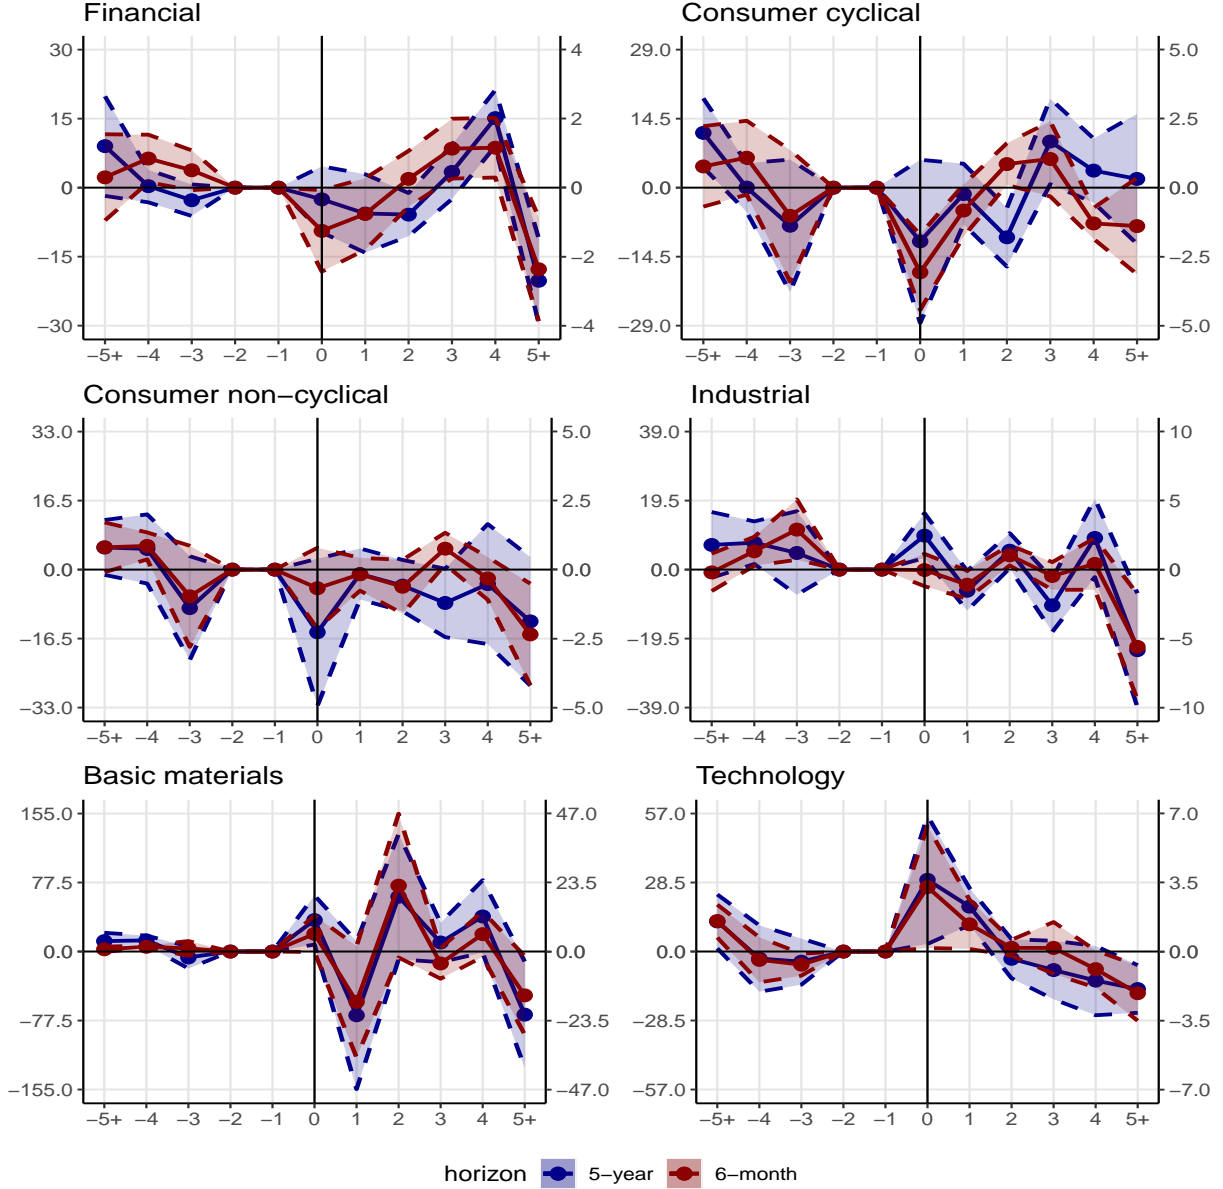 Financial Consumer cyclical
30 4 29.0 5.0
15 2 14.5 2.5
0 0 0.0 0.0
−15 −2 −14.5 −2.5
−30 −4 −29.0 −5.0
−5+ −4 −3 −2 −1 0 1 2 3 4 5+ −5+ −4 −3 −2 −1 0 1 2 3 4 5+
Consumer non−cyclical Industrial
33.0 5.0 39.0 10
16.5 2.5 19.5 5
0.0 0.0 0.0 0
−16.5 −2.5 −19.5 −5
−33.0 −5.0 −39.0 −10
−5+ −4 −3 −2 −1 0 1 2 3 4 5+ −5+ −4 −3 −2 −1 0 1 2 3 4 5+
Basic materials Technology
155.0 47.0 57.0 7.0
77.5 23.5 28.5 3.5
0.0 0.0 0.0 0.0
−77.5 −23.5 −28.5 −3.5
−155.0 −47.0 −57.0 −7.0
−5+ −4 −3 −2 −1 0 1 2 3 4 5+ −5+ −4 −3 −2 −1 0 1 2 3 4 5+
horizon 5−year 6−month